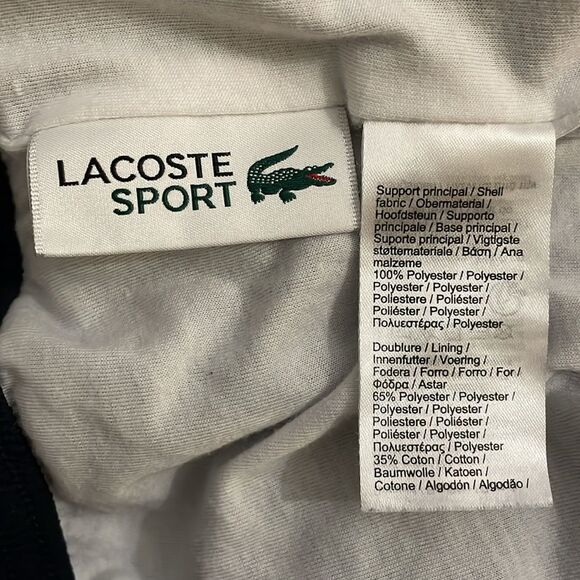 LACOSTE
SPORT
Support principal / Shell
fabric / Obermaterial /
Hoofdsteun / Supporto
principale / Base principal /
Suporte principal / Vigtigste
støttemateriale / Βάση / Ana
malzeme
100% Polyester / Polyester /
Polyester / Polyester /
Poliestere / Poliéster /
Poliéster / Polyester /
Πολυεστέρας / Polyester
Doublure / Lining /
Innenfutter / Voering /
Fodera / Forro / Forro / For /
Φόδρα / Astar
65% Polyester / Polyester /
Polyester / Polyester /
Poliestere / Poliéster /
Poliéster / Polyester /
Πολυεστέρας / Polyester
35% Coton / Cotton /
Baumwolle / Katoen /
Cotone / Algodón / Algodão /